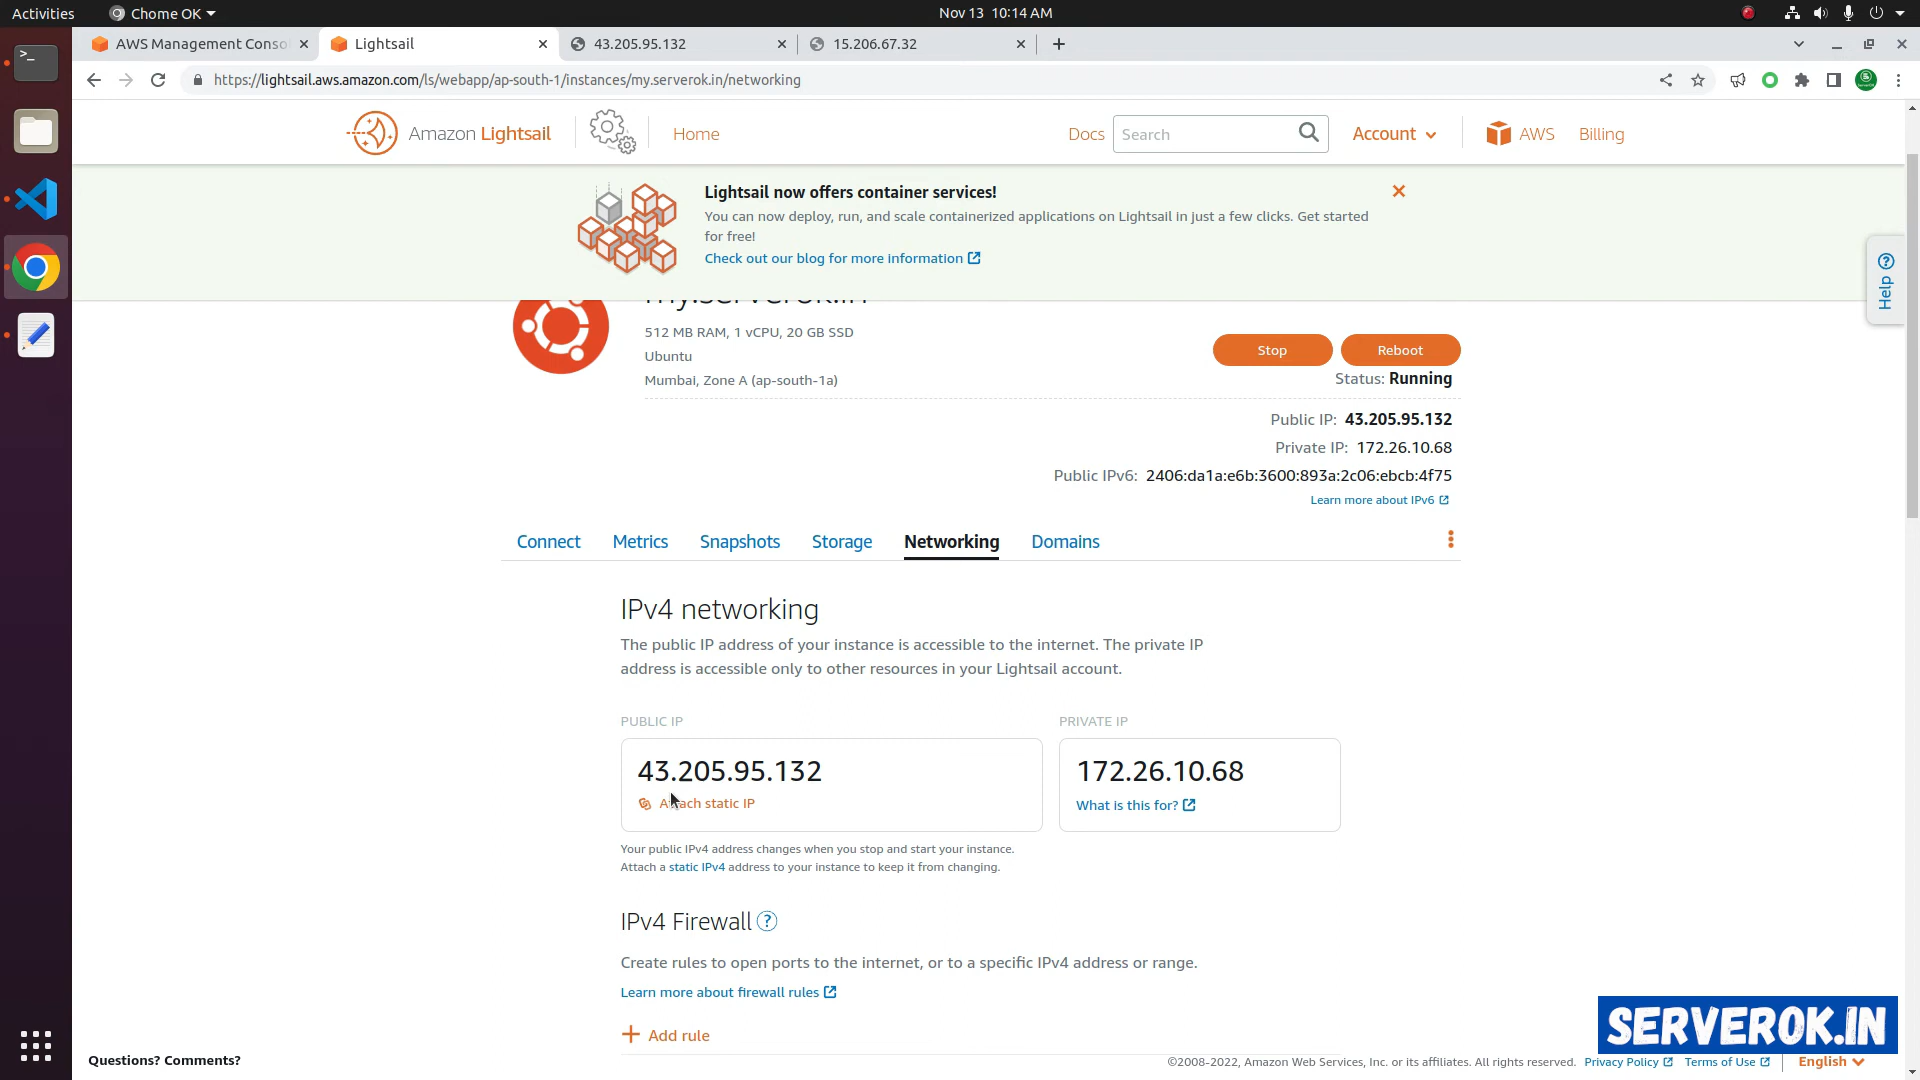 Activities
Chome OK
Nov 13 10:14 AM
AWS Management Conso
Lightsail
43.205.95.132
15.206.67.32
https://lightsail.aws.amazon.com/ls/webapp/ap-south-1/instances/my.serverok.in/networking
Amazon Lightsail
Home
Docs
Search
Account
AWS
Billing
Lightsail now offers container services!
You can now deploy, run, and scale containerized applications on Lightsail in just a few clicks. Get started
for free!
Check out our blog for more information
Help
my.serverok.in
512 MB RAM, 1 vCPU, 20 GB SSD
Ubuntu
Mumbai, Zone A (ap-south-1a)
Stop
Reboot
Status: Running
Public IP: 43.205.95.132
Private IP: 172.26.10.68
Public IPv6: 2406:da1a:e6b:3600:893a:2c06:ebcb:4f75
Learn more about IPv6
Connect
Metrics
Snapshots
Storage
Networking
Domains
IPv4 networking
The public IP address of your instance is accessible to the internet. The private IP
address is accessible only to other resources in your Lightsail account.
PUBLIC IP
PRIVATE IP
43.205.95.132
Attach static IP
172.26.10.68
What is this for?
Your public IPv4 address changes when you stop and start your instance.
Attach a static IPv4 address to your instance to keep it from changing.
IPv4 Firewall ?
Create rules to open ports to the internet, or to a specific IPv4 address or range.
Learn more about firewall rules
+ Add rule
SERVEROK.IN
Questions? Comments?
©2008-2022, Amazon Web Services, Inc. or its affiliates. All rights reserved.
Privacy Policy
Terms of Use
English